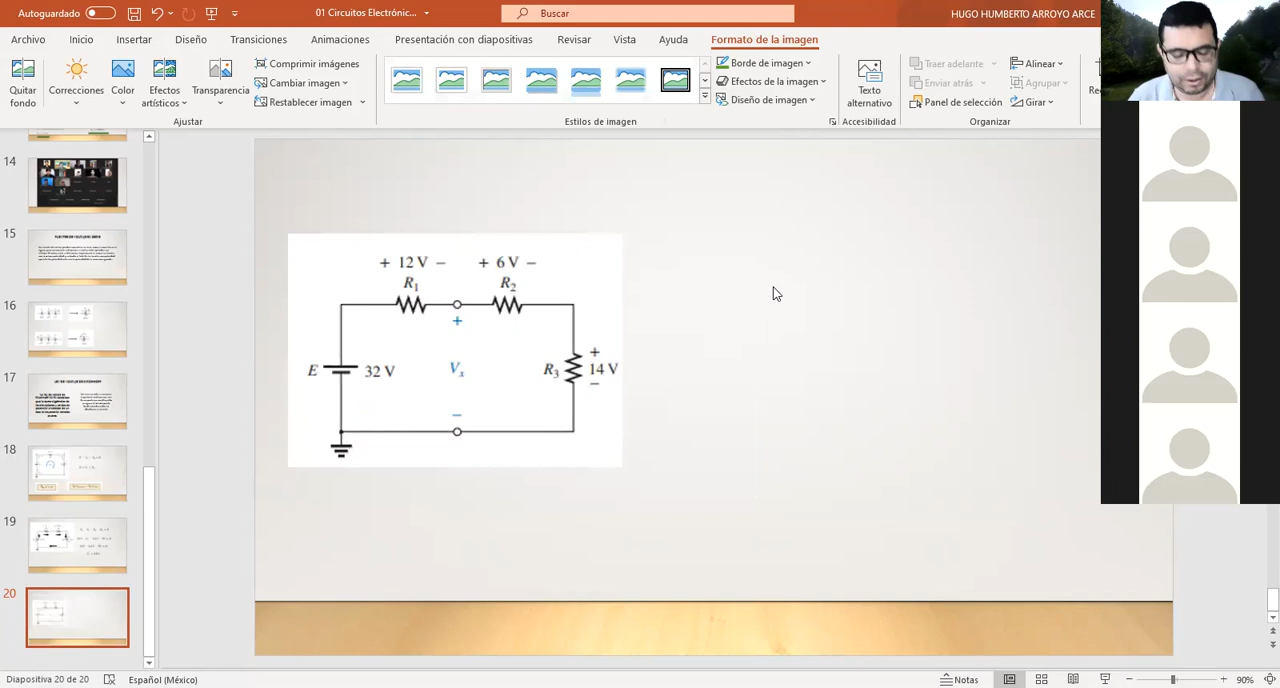 Autoguardado
01 Circuitos Electrónic...
Buscar
HUGO HUMBERTO ARROYO ARCE
Archivo
Inicio
Insertar
Diseño
Transiciones
Animaciones
Presentación con diapositivas
Revisar
Vista
Ayuda
Formato de la imagen
Quitar fondo
Correcciones
Color
Efectos artísticos
Transparencia
Comprimir imágenes
Cambiar imagen
Restablecer imagen
Ajustar
Estilos de imagen
Borde de imagen
Efectos de la imagen
Diseño de imagen
Texto alternativo
Accesibilidad
Traer adelante
Enviar atrás
Panel de selección
Alinear
Agrupar
Girar
Organizar
14
15
16
17
18
19
20
+ 12 V − + 6 V −
R1 R2
+
+
E 32 V Vx R3 14 V
−
−
Diapositiva 20 de 20
Español (México)
Notas
90%